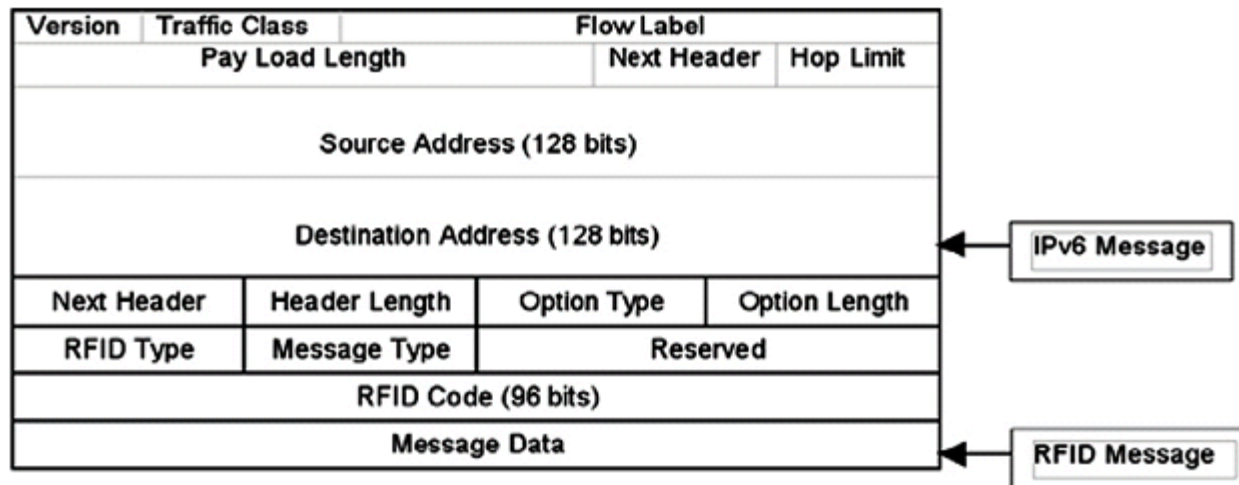 Version Traffic Class Flow Label
Pay Load Length Next Header Hop Limit
Source Address (128 bits)
Destination Address (128 bits)
IPv6 Message
Next Header Header Length Option Type Option Length
RFID Type Message Type Reserved
RFID Code (96 bits)
Message Data
RFID Message